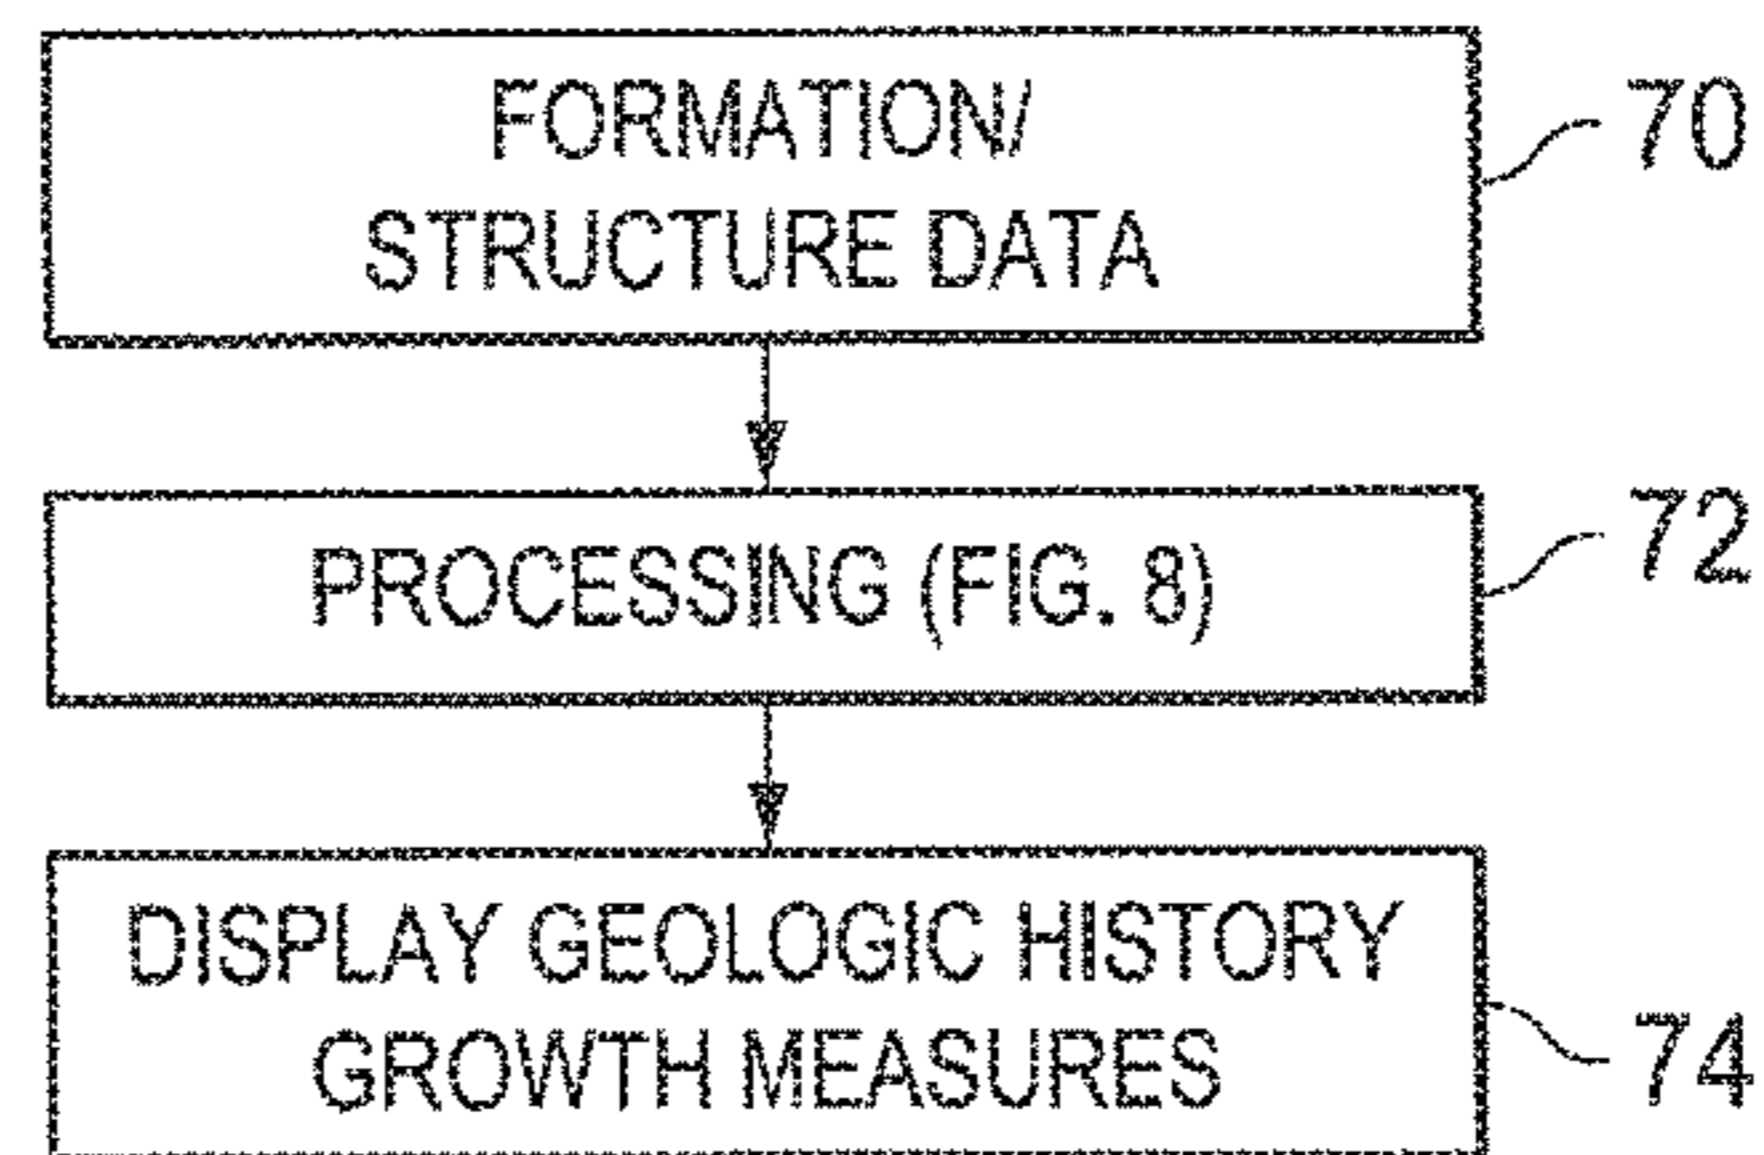 FORMATION/
STRUCTURE DATA
70
PROCESSING (FIG. 8)
72
DISPLAY GEOLOGIC HISTORY
GROWTH MEASURES
74